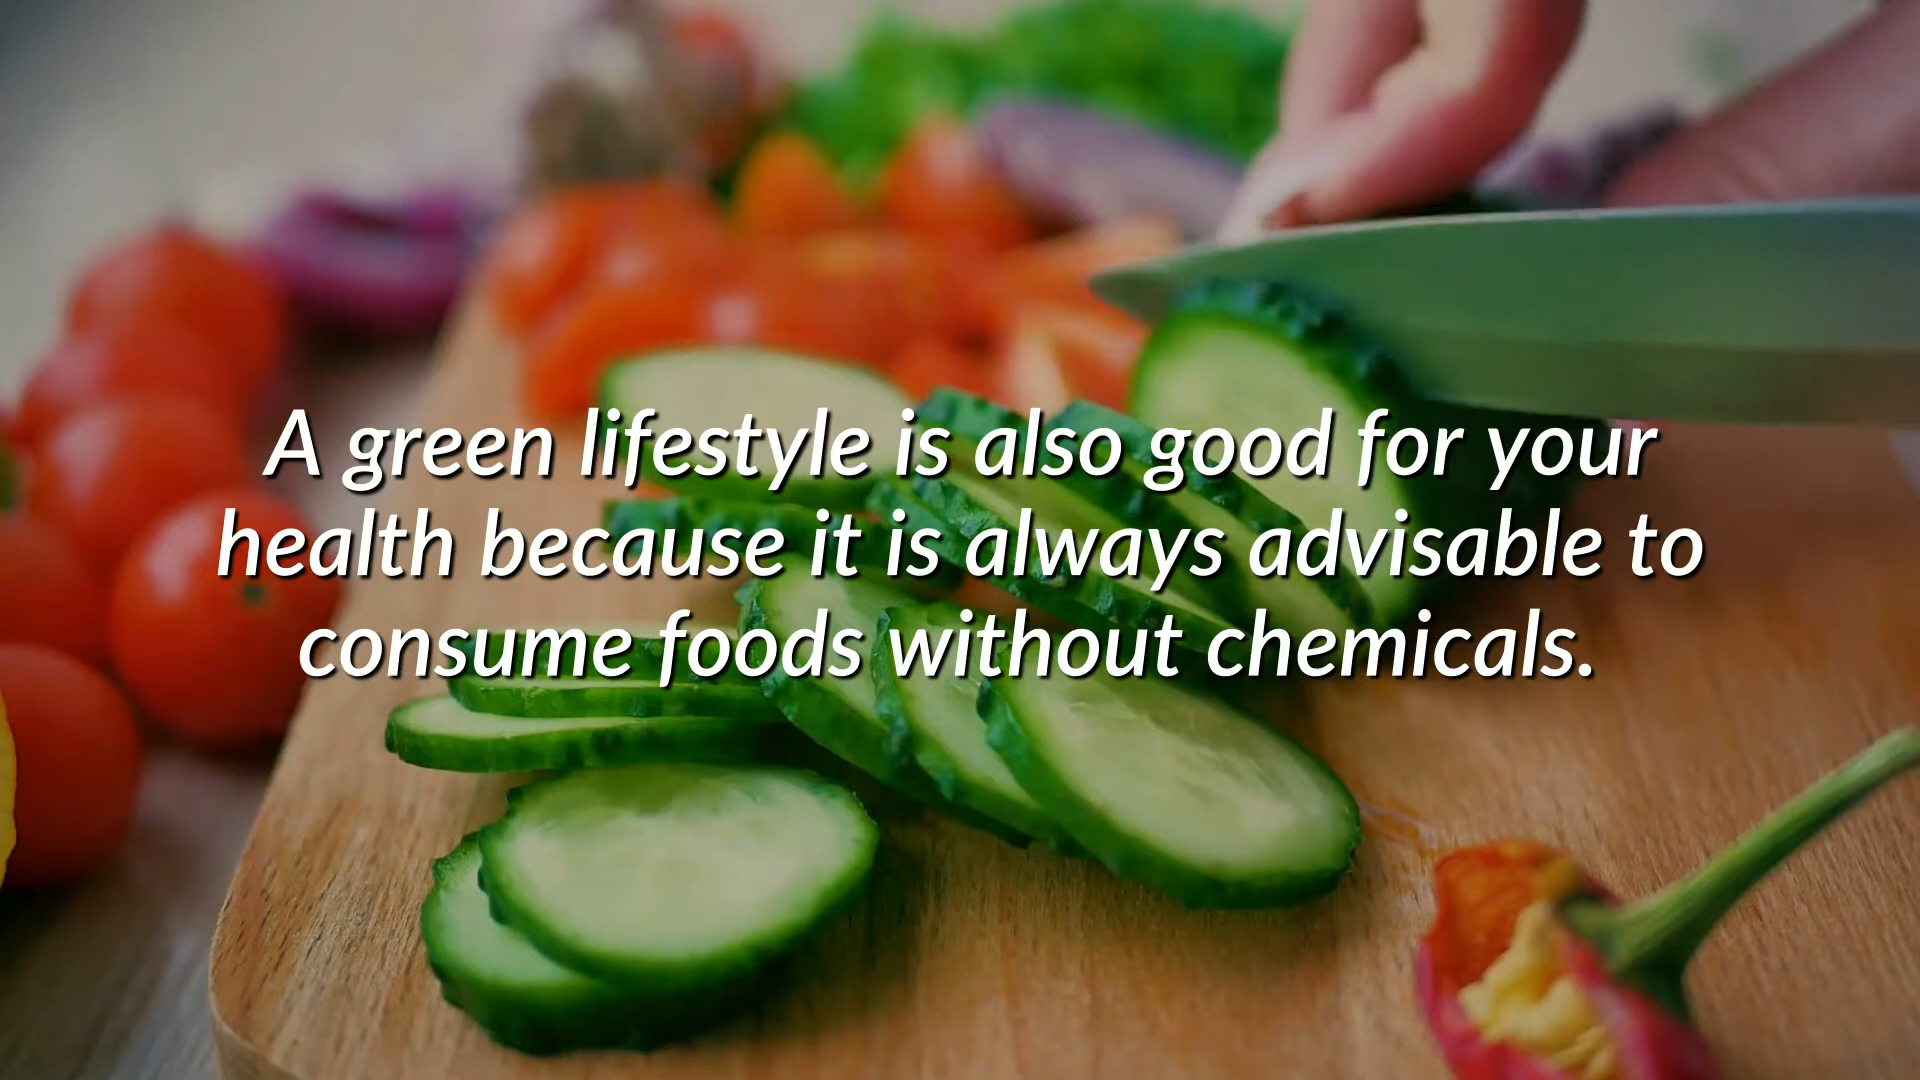 A green lifestyle is also good for your
health because it is always advisable to
consume foods without chemicals.